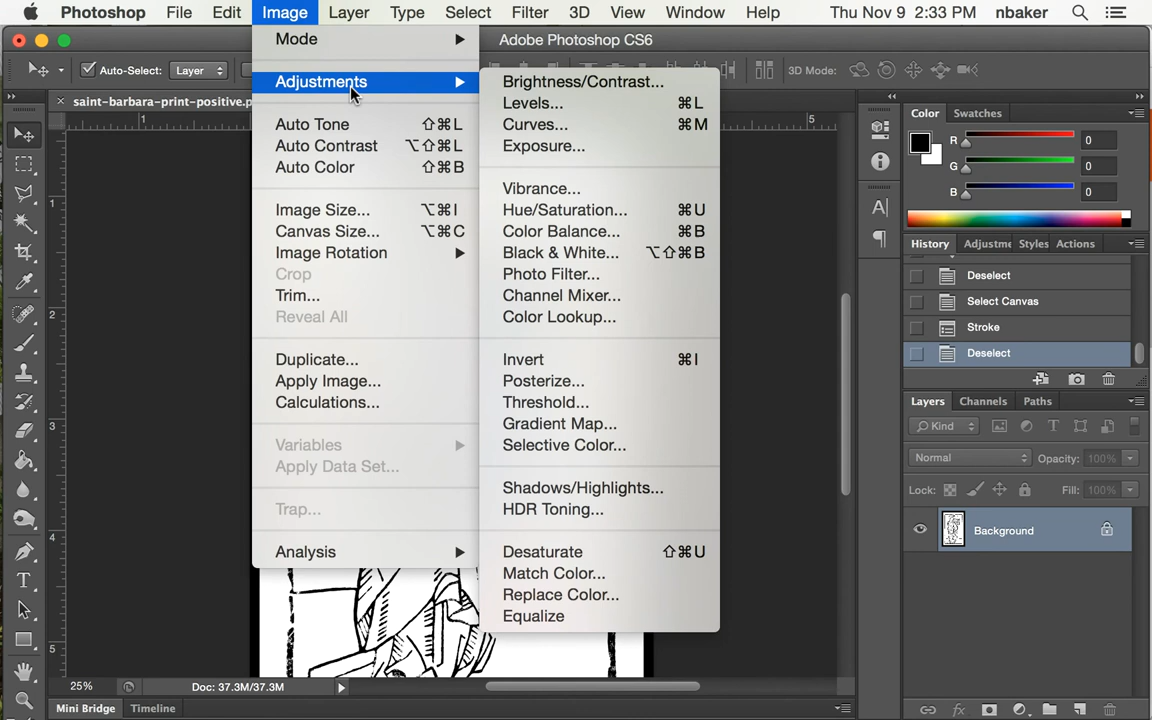 Photoshop File Edit Image Layer Type Select Filter 3D View Window Help Thu Nov 9 2:33 PM nbaker
Adobe Photoshop CS6
Auto-Select: Layer
3D Mode:
saint-barbara-print-positive.p
Mode
Adjustments
Auto Tone ⇧⌘L
Auto Contrast ⌥⇧⌘L
Auto Color ⇧⌘B
Image Size... ⌥⌘I
Canvas Size... ⌥⌘C
Image Rotation
Crop
Trim...
Reveal All
Duplicate...
Apply Image...
Calculations...
Variables
Apply Data Set...
Trap...
Analysis
Brightness/Contrast...
Levels... ⌘L
Curves... ⌘M
Exposure...
Vibrance...
Hue/Saturation... ⌘U
Color Balance... ⌘B
Black & White... ⌥⇧⌘B
Photo Filter...
Channel Mixer...
Color Lookup...
Invert ⌘I
Posterize...
Threshold...
Gradient Map...
Selective Color...
Shadows/Highlights...
HDR Toning...
Desaturate ⇧⌘U
Match Color...
Replace Color...
Equalize
1 5
1
2
3
4
5
Color Swatches
R 0
G 0
B 0
History Adjustme Styles Actions
Deselect
Select Canvas
Stroke
Deselect
Layers Channels Paths
Kind
Normal Opacity: 100%
Lock: Fill: 100%
Background
25% Doc: 37.3M/37.3M
Mini Bridge Timeline